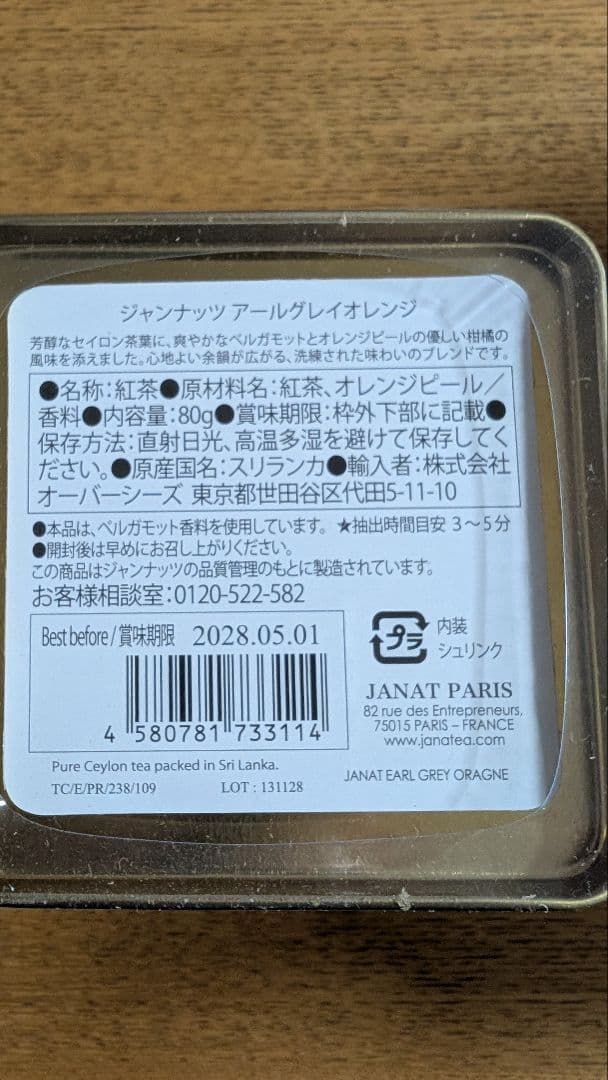 ジャンナッツ アールグレイオレンジ
芳醇なセイロン茶葉に、爽やかなベルガモットとオレンジピールの優しい柑橘の
風味を添えました。心地よい余韻が広がる、洗練された味わいのブレンドです。
●名称:紅茶●原材料名:紅茶、オレンジピール/
香料●内容量:80g●賞味期限:枠外下部に記載●
保存方法:直射日光、高温多湿を避けて保存してく
ださい。●原産国名:スリランカ●輸入者:株式会社
オーバーシーズ 東京都世田谷区代田5-11-10
●本品は、ベルガモット香料を使用しています。 ★抽出時間目安 3〜5分
●開封後は早めにお召し上がりください。
この商品はジャンナッツの品質管理のもとに製造されています。
お客様相談室:0120-522-582
Best before/賞味期限 2028.05.01
4 580781 733114
プラ
内装
シュリンク
JANAT PARIS
82 rue des Entrepreneurs,
75015 PARIS – FRANCE
www.janatea.com
Pure Ceylon tea packed in Sri Lanka.
TC/E/PR/238/109 LOT : 131128
JANAT EARL GREY ORAGNE